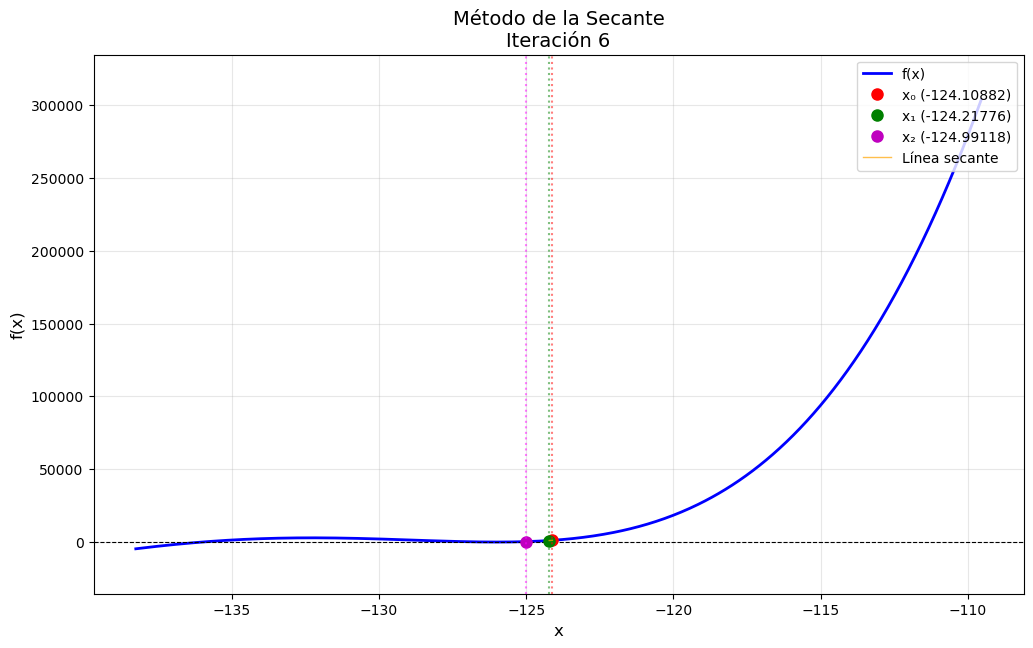 Método de la Secante
Iteración 6
f(x)
x₀ (-124.10882)
x₁ (-124.21776)
x₂ (-124.99118)
Línea secante
f(x)
300000
250000
200000
150000
100000
50000
0
−135
−130
−125
−120
−115
−110
x